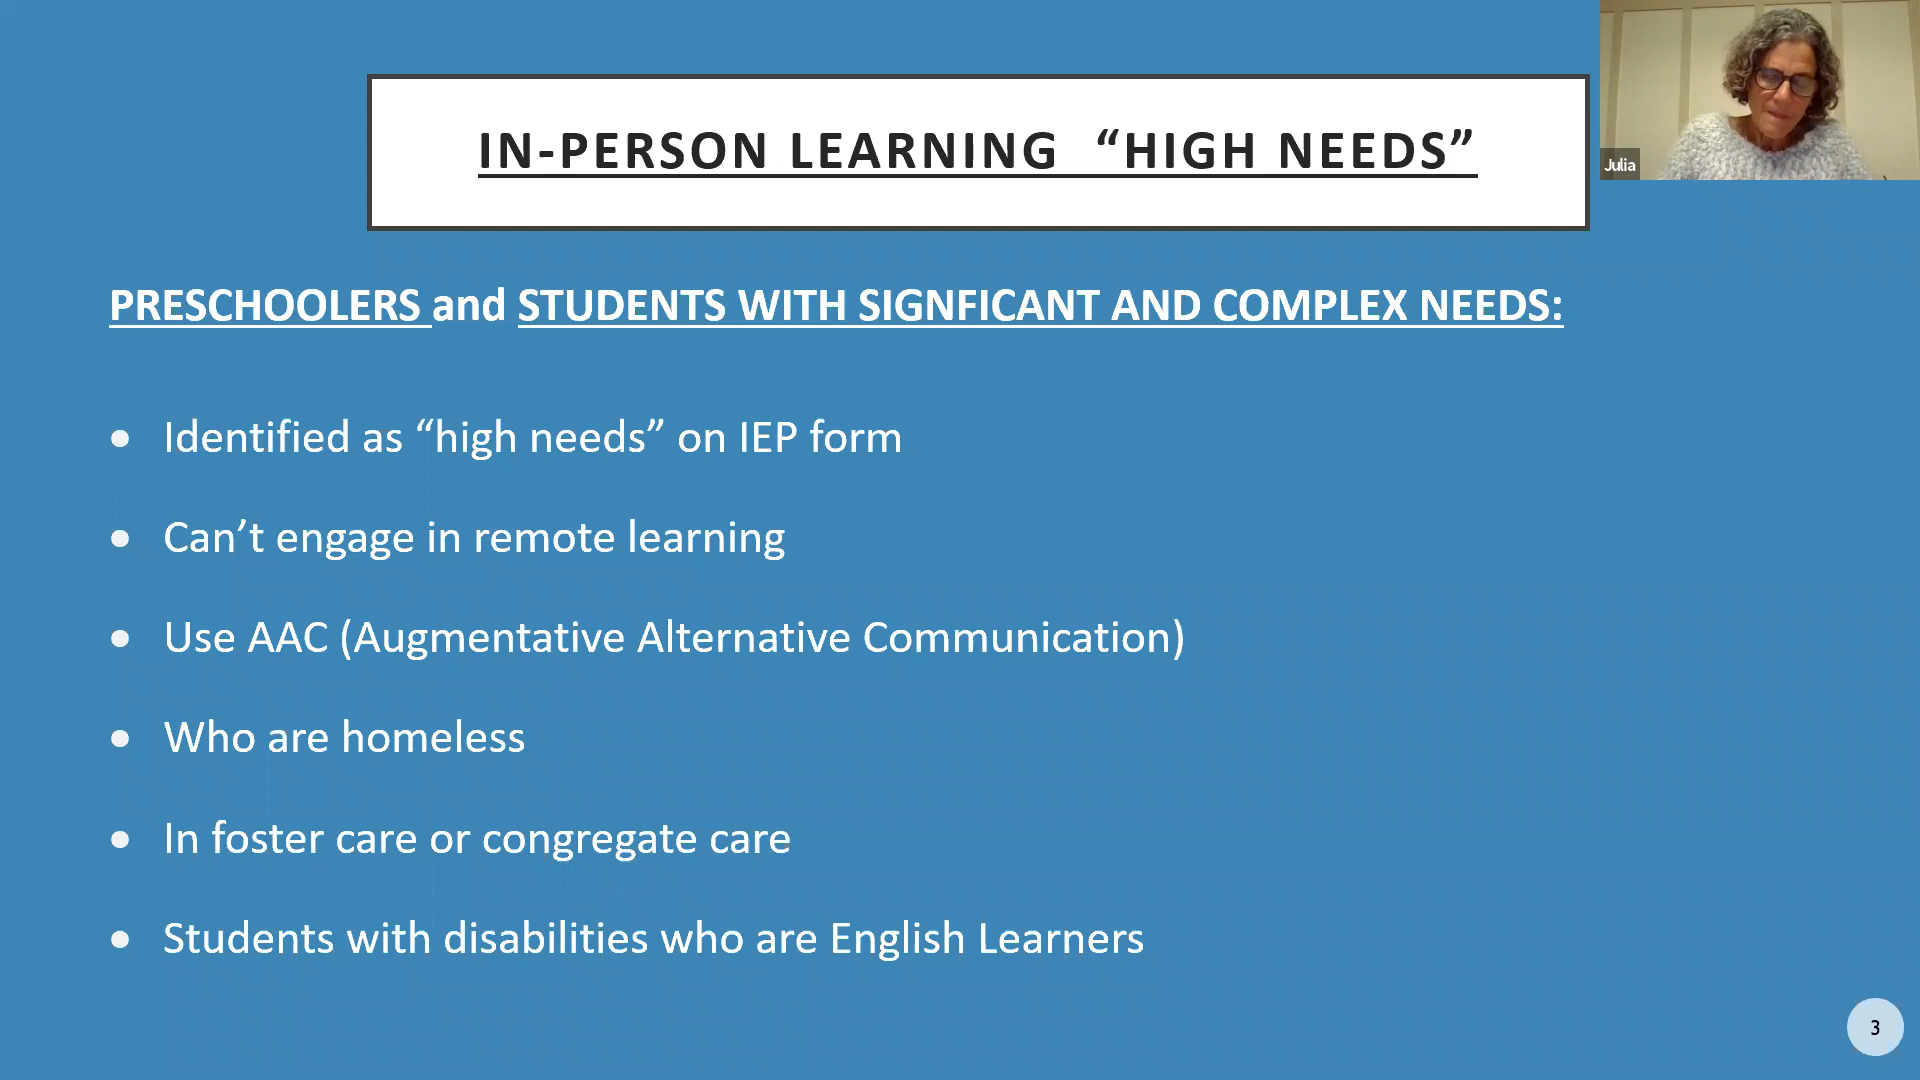 IN-PERSON LEARNING “HIGH NEEDS”
Julia
PRESCHOOLERS and STUDENTS WITH SIGNFICANT AND COMPLEX NEEDS:
● Identified as “high needs” on IEP form
● Can’t engage in remote learning
● Use AAC (Augmentative Alternative Communication)
● Who are homeless
● In foster care or congregate care
● Students with disabilities who are English Learners
3